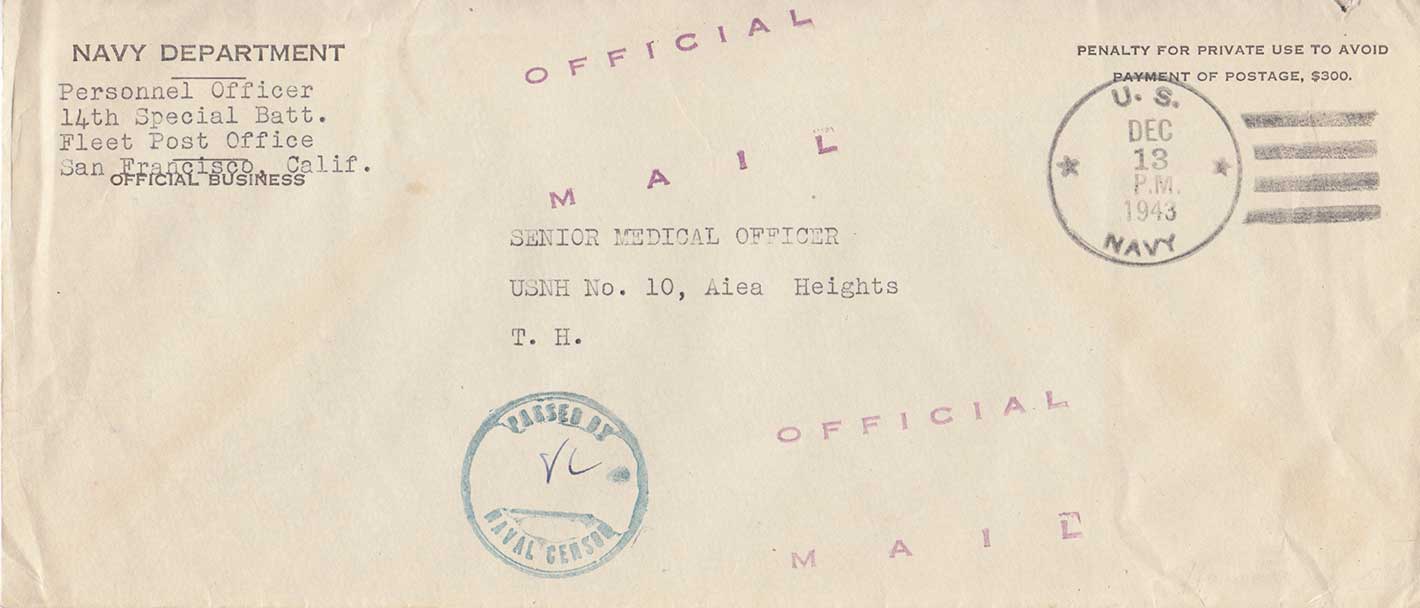 NAVY DEPARTMENT
Personnel Officer
14th Special Batt.
Fleet Post Office
San Francisco, Calif.
OFFICIAL BUSINESS
OFFICIAL
MAIL
PENALTY FOR PRIVATE USE TO AVOID
PAYMENT OF POSTAGE, $300.
U. S.
DEC
13
P.M.
1943
NAVY
SENIOR MEDICAL OFFICER
USNH No. 10, Aiea Heights
T. H.
PASSED BY
NAVAL CENSOR
OFFICIAL
MAIL